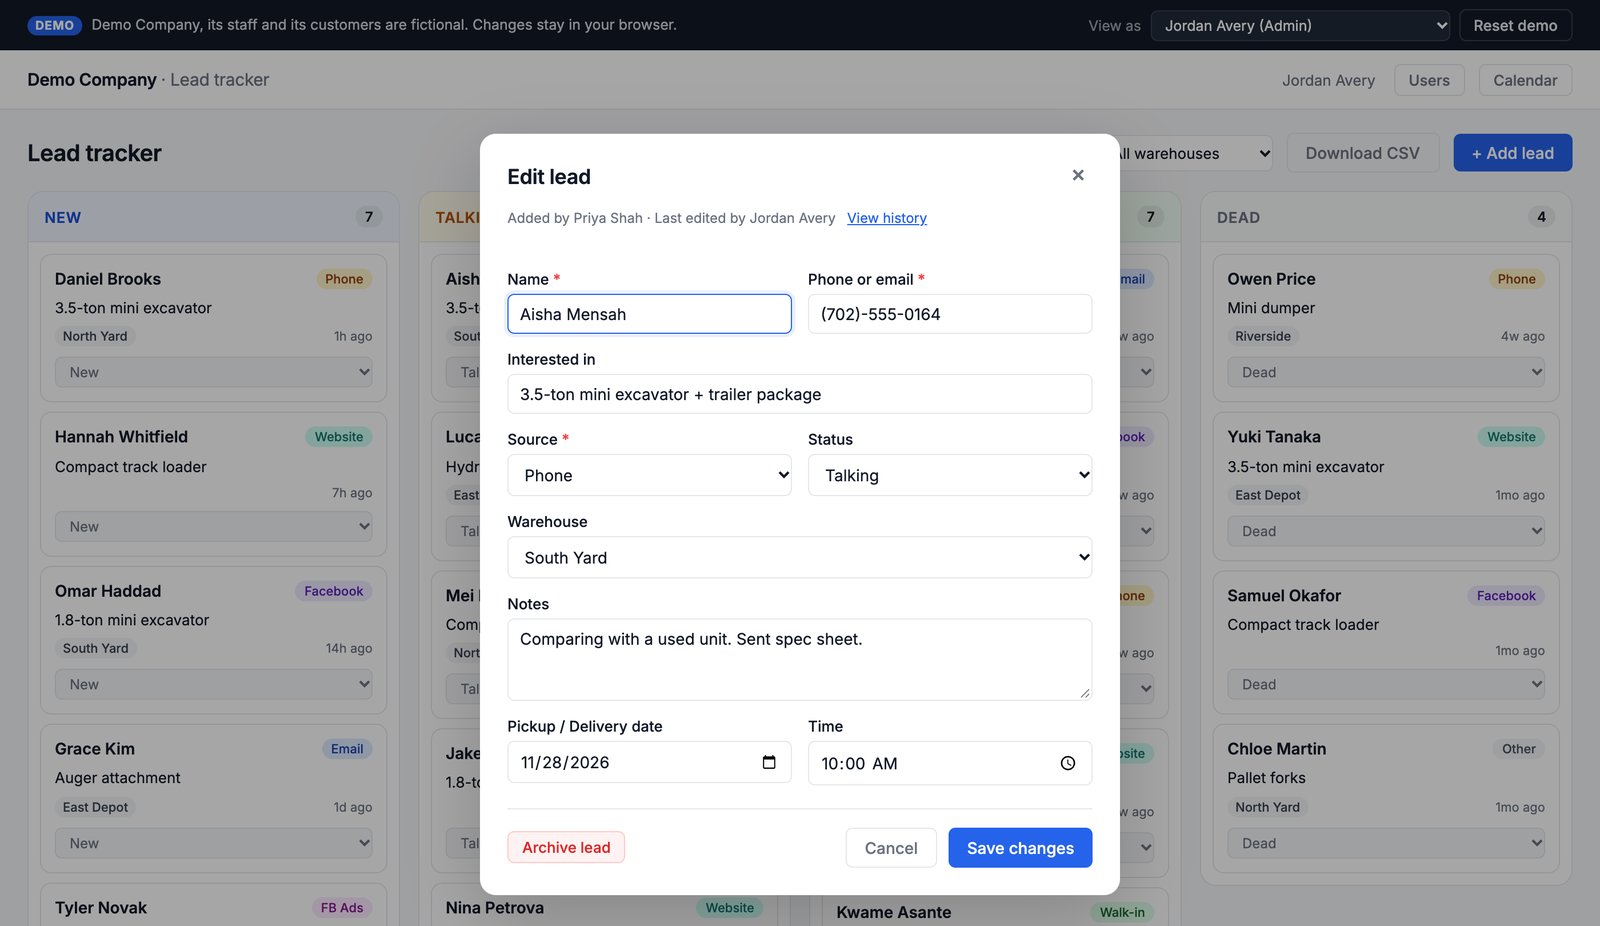 DEMO Demo Company, its staff and its customers are fictional. Changes stay in your browser. View as Jordan Avery (Admin) Reset demo
Demo Company · Lead tracker Jordan Avery Users Calendar
Lead tracker warehouses Download CSV + Add lead
NEW 7
Daniel Brooks Phone
3.5-ton mini excavator
North Yard 1h ago
New
Hannah Whitfield Website
Compact track loader
7h ago
New
Omar Haddad Facebook
1.8-ton mini excavator
South Yard 14h ago
New
Grace Kim Email
Auger attachment
East Depot 1d ago
New
Tyler Novak FB Ads
Nina Petrova Website
Edit lead
Added by Priya Shah · Last edited by Jordan Avery View history
Name * Phone or email *
Aisha Mensah (702)-555-0164
Interested in
3.5-ton mini excavator + trailer package
Source * Status
Phone Talking
Warehouse
South Yard
Notes
Comparing with a used unit. Sent spec sheet.
Pickup / Delivery date Time
11/28/2026 10:00 AM
Archive lead Cancel Save changes
7
Kwame Asante Walk-in
DEAD 4
Owen Price Phone
Mini dumper
Riverside 4w ago
Dead
Yuki Tanaka Website
3.5-ton mini excavator
East Depot 1mo ago
Dead
Samuel Okafor Facebook
Compact track loader
1mo ago
Dead
Chloe Martin Other
Pallet forks
North Yard 1mo ago
Dead